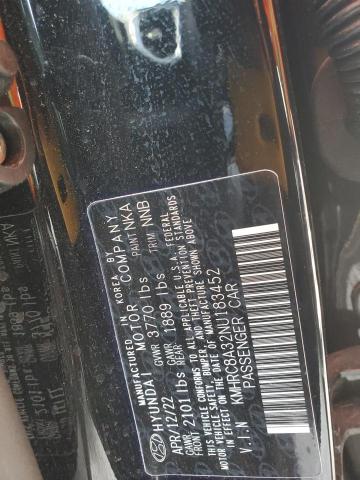 MANUFACTURED IN KOREA BY
HYUNDAI MOTOR COMPANY
APR/12/22 GVWR 3770 lbs PAINT NKA
GAWR FRONT 2101 lbs GAWR REAR 1889 lbs TRIM NNB
THIS VEHICLE CONFORMS TO ALL APPLICABLE U.S.A. FEDERAL
MOTOR VEHICLE SAFETY, BUMPER, AND THEFT PREVENTION STANDARDS
IN EFFECT ON THE DATE OF MANUFACTURE SHOWN ABOVE
V.I.N KMHRC8A32NU183452
PASSENGER CAR